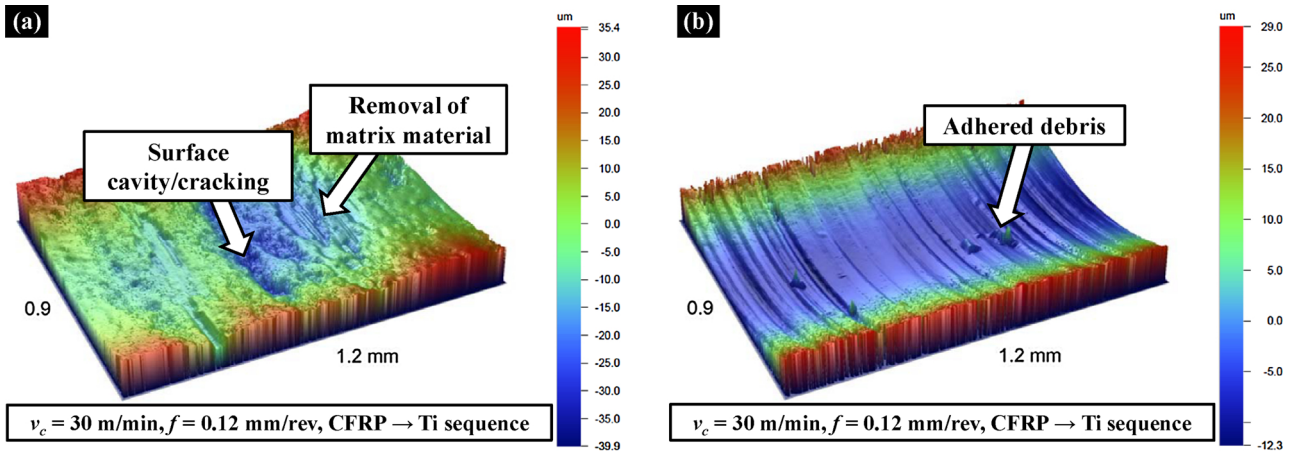 (a)
um
35.4
30.0
25.0
20.0
15.0
10.0
5.0
0.0
-5.0
-10.0
-15.0
-20.0
-25.0
-30.0
-35.0
-39.9
Removal of
matrix material
Surface
cavity/cracking
0.9
1.2 mm
vc = 30 m/min, f = 0.12 mm/rev, CFRP → Ti sequence
(b)
um
29.0
25.0
20.0
15.0
10.0
5.0
0.0
-5.0
-12.3
Adhered debris
0.9
1.2 mm
vc = 30 m/min, f = 0.12 mm/rev, CFRP → Ti sequence